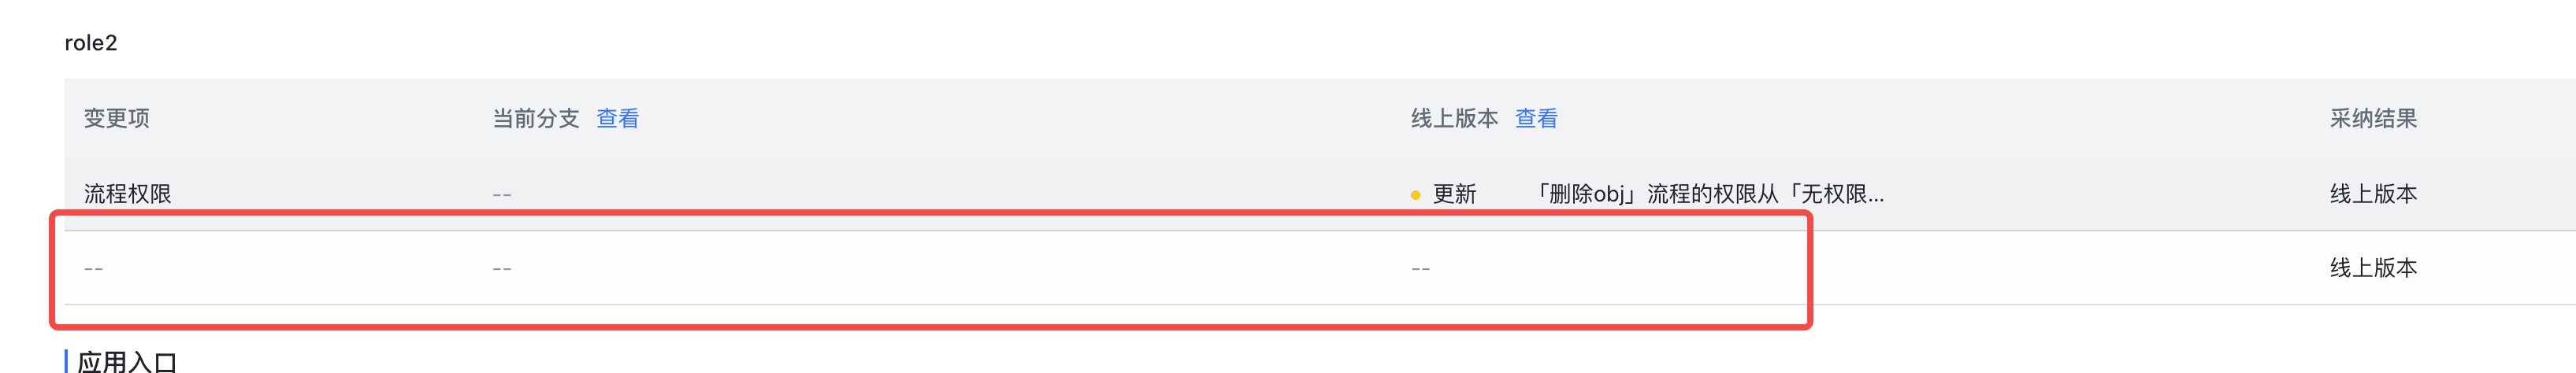 role2
变更项 当前分支 查看 线上版本 查看 采纳结果
流程权限 -- 更新 「删除obj」流程的权限从「无权限... 线上版本
-- -- -- 线上版本
应用入口